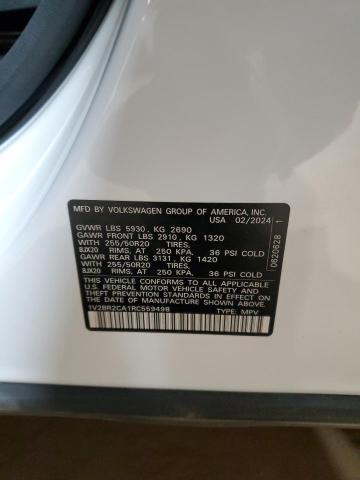 MFD BY VOLKSWAGEN GROUP OF AMERICA, INC.
USA 02/2024
GVWR LBS 5930, KG 2690
GAWR FRONT LBS 2910, KG 1320
WITH 255/50R20 TIRES,
8JX20 RIMS, AT 250 KPA, 36 PSI COLD
GAWR REAR LBS 3131, KG 1420
WITH 255/50R20 TIRES,
8JX20 RIMS, AT 250 KPA, 36 PSI COLD
THIS VEHICLE CONFORMS TO ALL APPLICABLE
U.S. FEDERAL MOTOR VEHICLE SAFETY AND
THEFT PREVENTION STANDARDS IN EFFECT ON
THE DATE OF MANUFACTURE SHOWN ABOVE.
1V2BR2CA1RC559498 TYPE: MPV
0620628 ←